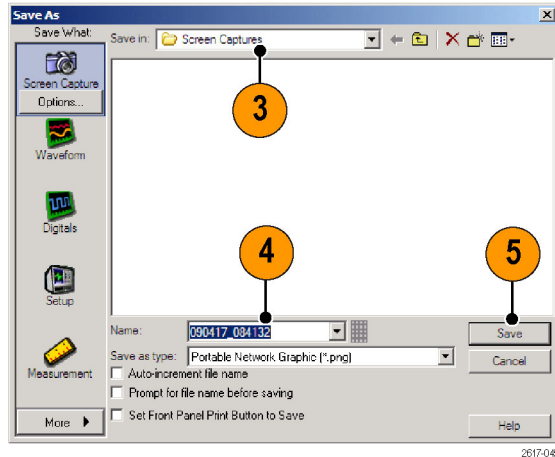 Save As
Save What:
Save in: Screen Captures
3
Screen Capture
Options...
Waveform
Digitals
Setup
Measurement
More
4
5
Name: 090417_084132
Save
Save as type: Portable Network Graphic (*.png)
Cancel
Auto-increment file name
Prompt for file name before saving
Set Front Panel Print Button to Save
Help